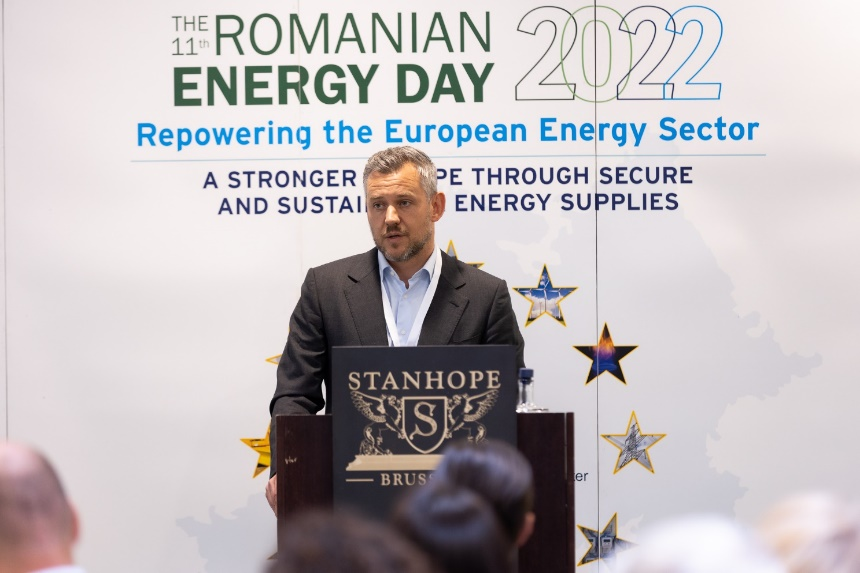 THE
11th
ROMANIAN
2022
ENERGY DAY
Repowering the European Energy Sector
A STRONGER PE THROUGH SECURE
AND SUSTAI ENERGY SUPPLIES
STANHOPE
S
BRUSS
er